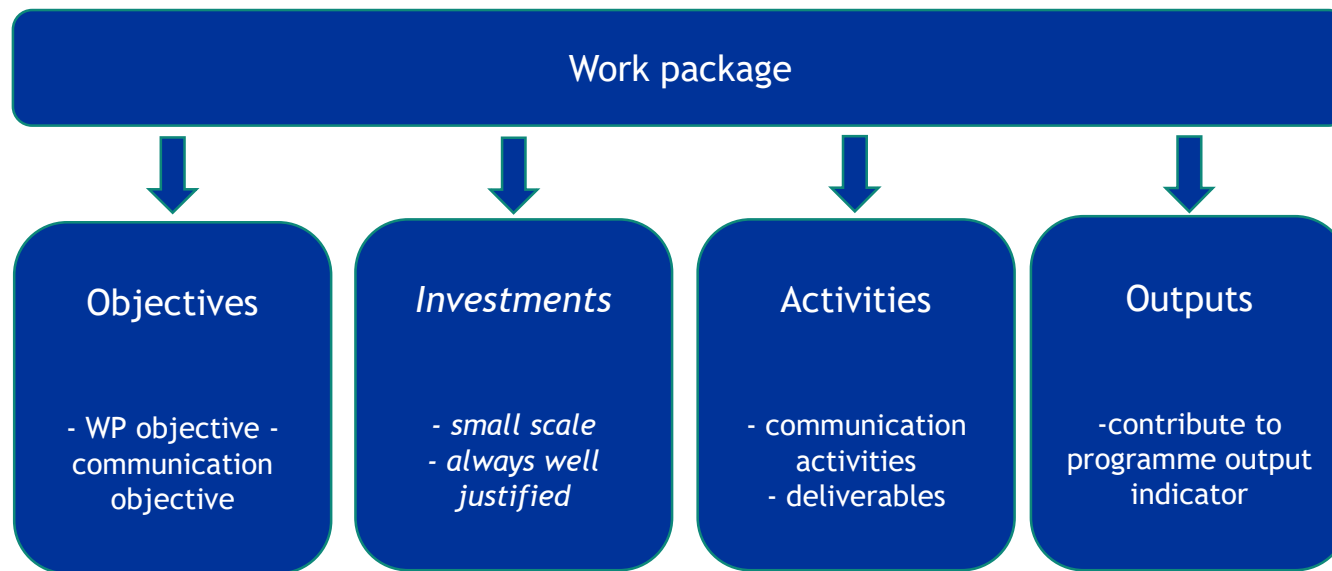 Work package
Objectives
- WP objective -
communication
objective
Investments
- small scale
- always well
justified
Activities
- communication
activities
- deliverables
Outputs
-contribute to
programme output
indicator